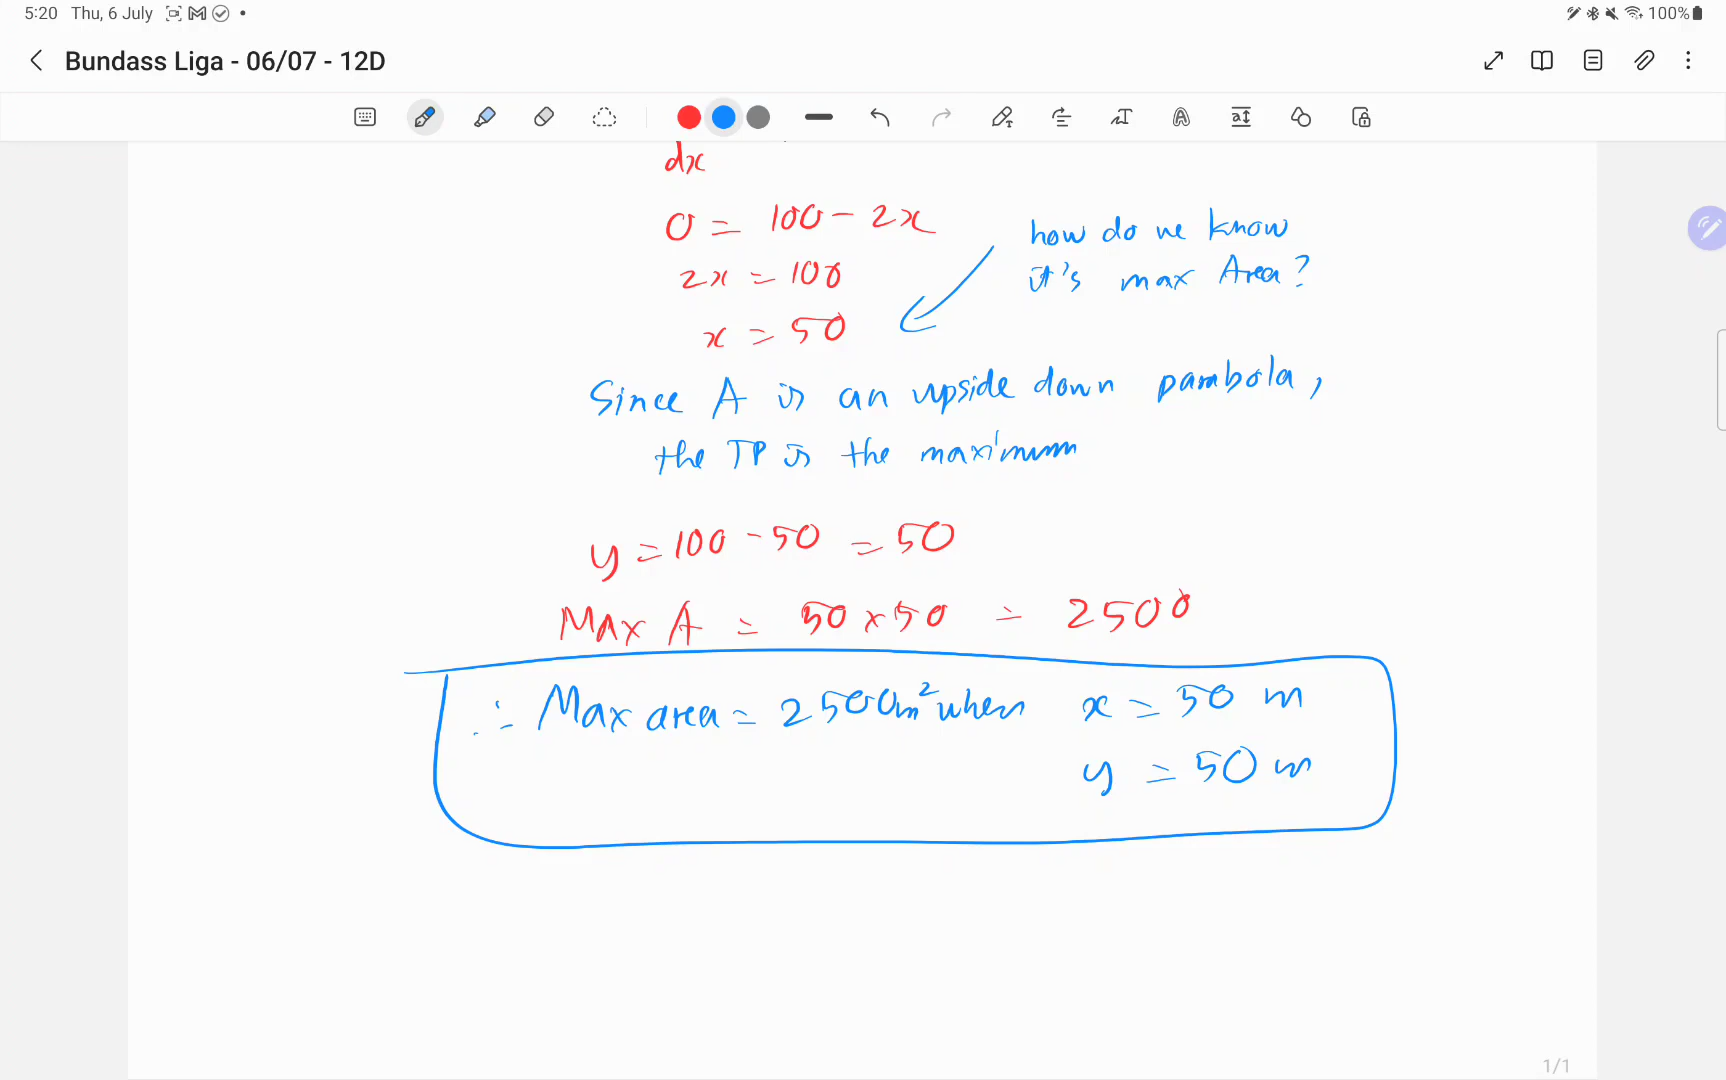 5:20 Thu, 6 July 100%
Bundass Liga - 06/07 - 12D
dx
0 = 100 - 2x
how do we know
2x = 100
it's max Area?
x = 50
Since A is an upside down parabola,
the TP is the maximum
y = 100 - 50 = 50
Max A = 50 x 50 = 2500
∴ Max area = 2500m² when x = 50 m
y = 50 m
1/1